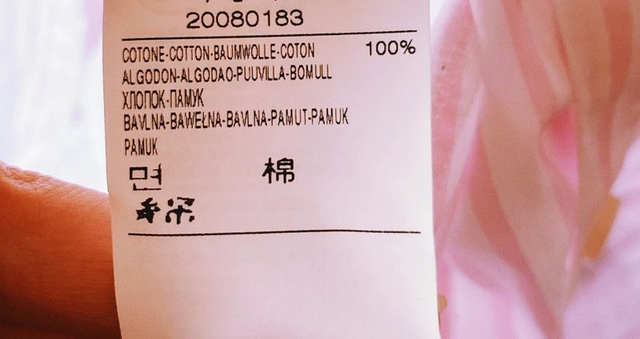 20080183
COTONE-COTTON-BAUMWOLLE-COTON 100%
ALGODON-ALGODAO-PUUVILLA-BOMULL
ХЛОПОК-ПАМУК
BAVLNA-BAWEŁNA-BAVLNA-PAMUT-PAMUK
PAMUK
면 棉